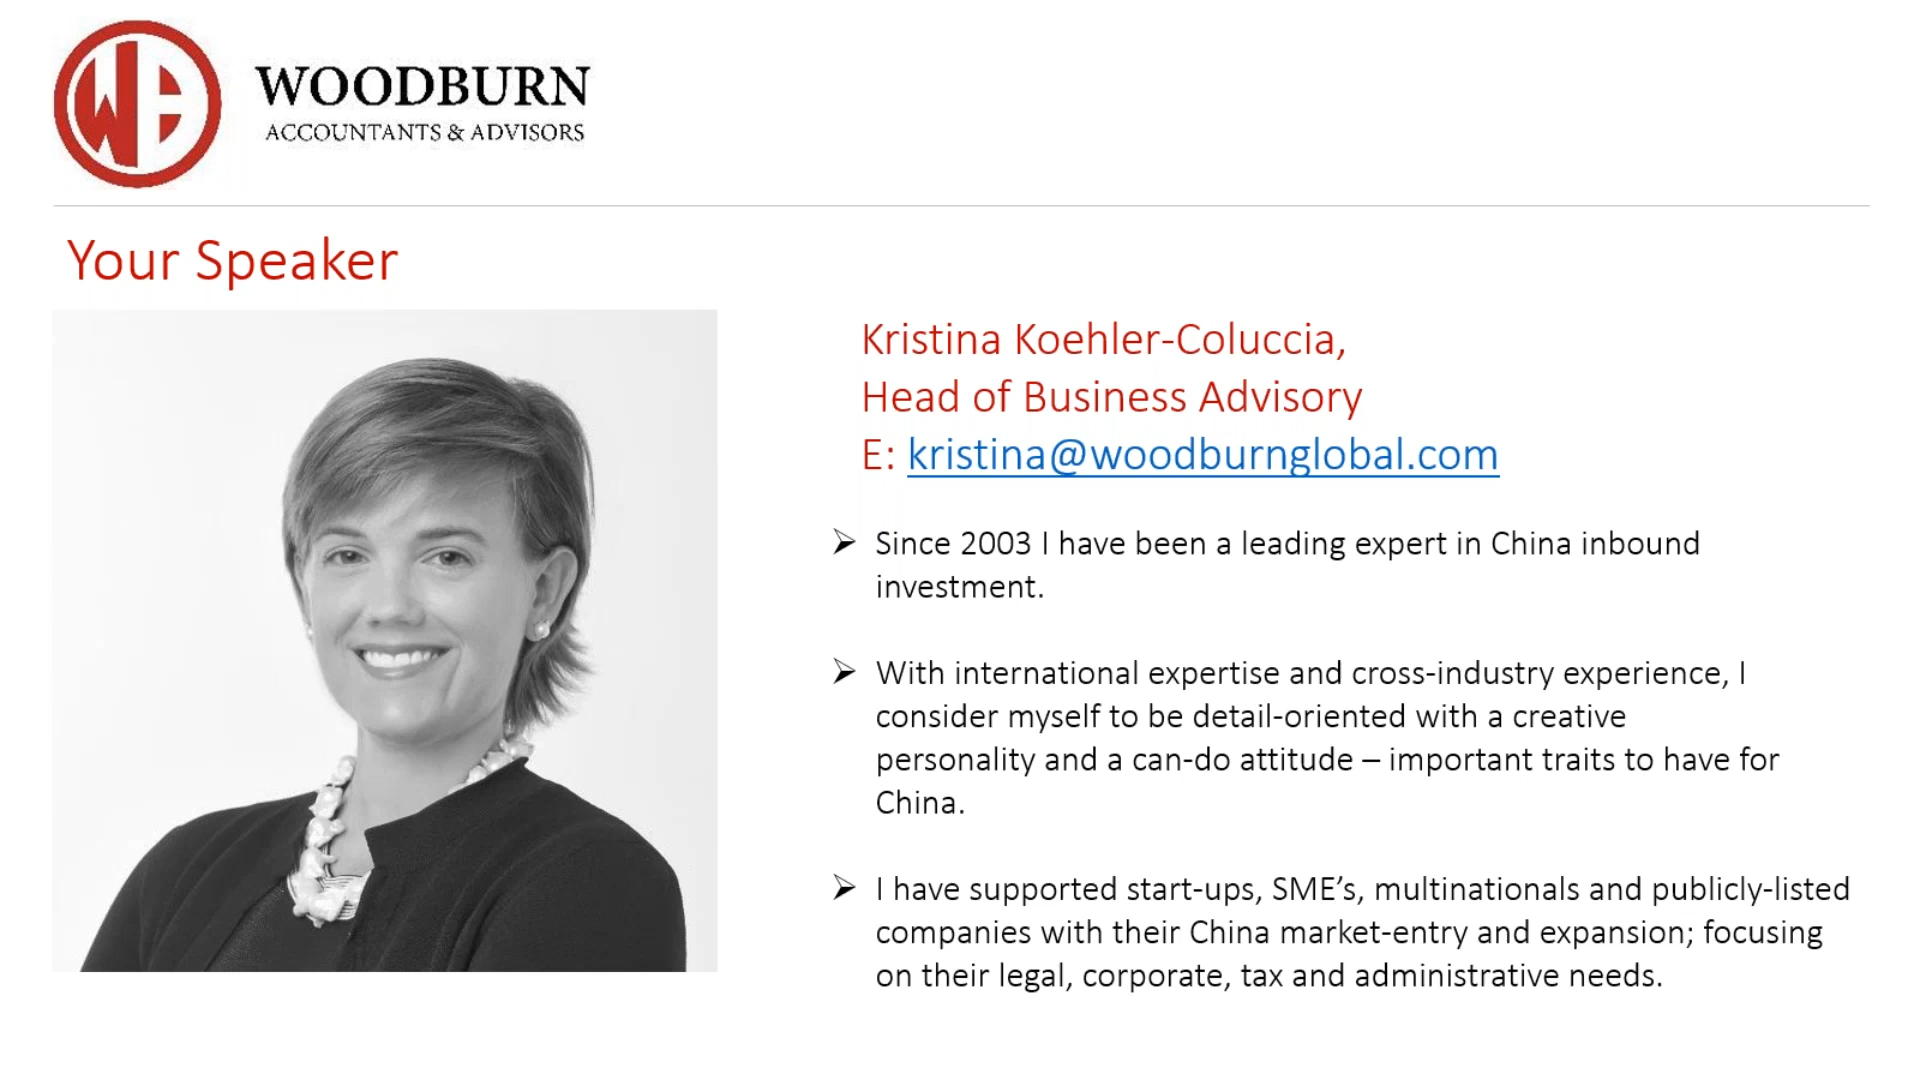 WB
WOODBURN
ACCOUNTANTS & ADVISORS
Your Speaker
Kristina Koehler-Coluccia,
Head of Business Advisory
E: kristina@woodburnglobal.com
Since 2003 I have been a leading expert in China inbound
investment.
With international expertise and cross-industry experience, I
consider myself to be detail-oriented with a creative
personality and a can-do attitude – important traits to have for
China.
I have supported start-ups, SME’s, multinationals and publicly-listed
companies with their China market-entry and expansion; focusing
on their legal, corporate, tax and administrative needs.